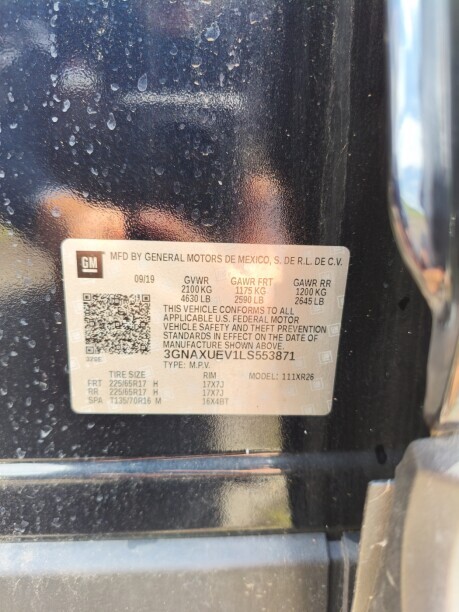 GM MFD BY GENERAL MOTORS DE MEXICO, S. DE R.L. DE C.V.
09/19 GVWR GAWR FRT GAWR RR
2100 KG 1175 KG 1200 KG
4630 LB 2590 LB 2645 LB
THIS VEHICLE CONFORMS TO ALL
APPLICABLE U.S. FEDERAL MOTOR
VEHICLE SAFETY AND THEFT PREVENTION
STANDARDS IN EFFECT ON THE DATE
OF MANUFACTURE SHOWN ABOVE.
3GNAXUEV1LS553871
TYPE: M.P.V. MODEL: 111XR26
TIRE SIZE RIM
FRT 225/65R17 H 17X7J
RR 225/65R17 H 17X7J
SPA T135/70R16 M 16X4BT